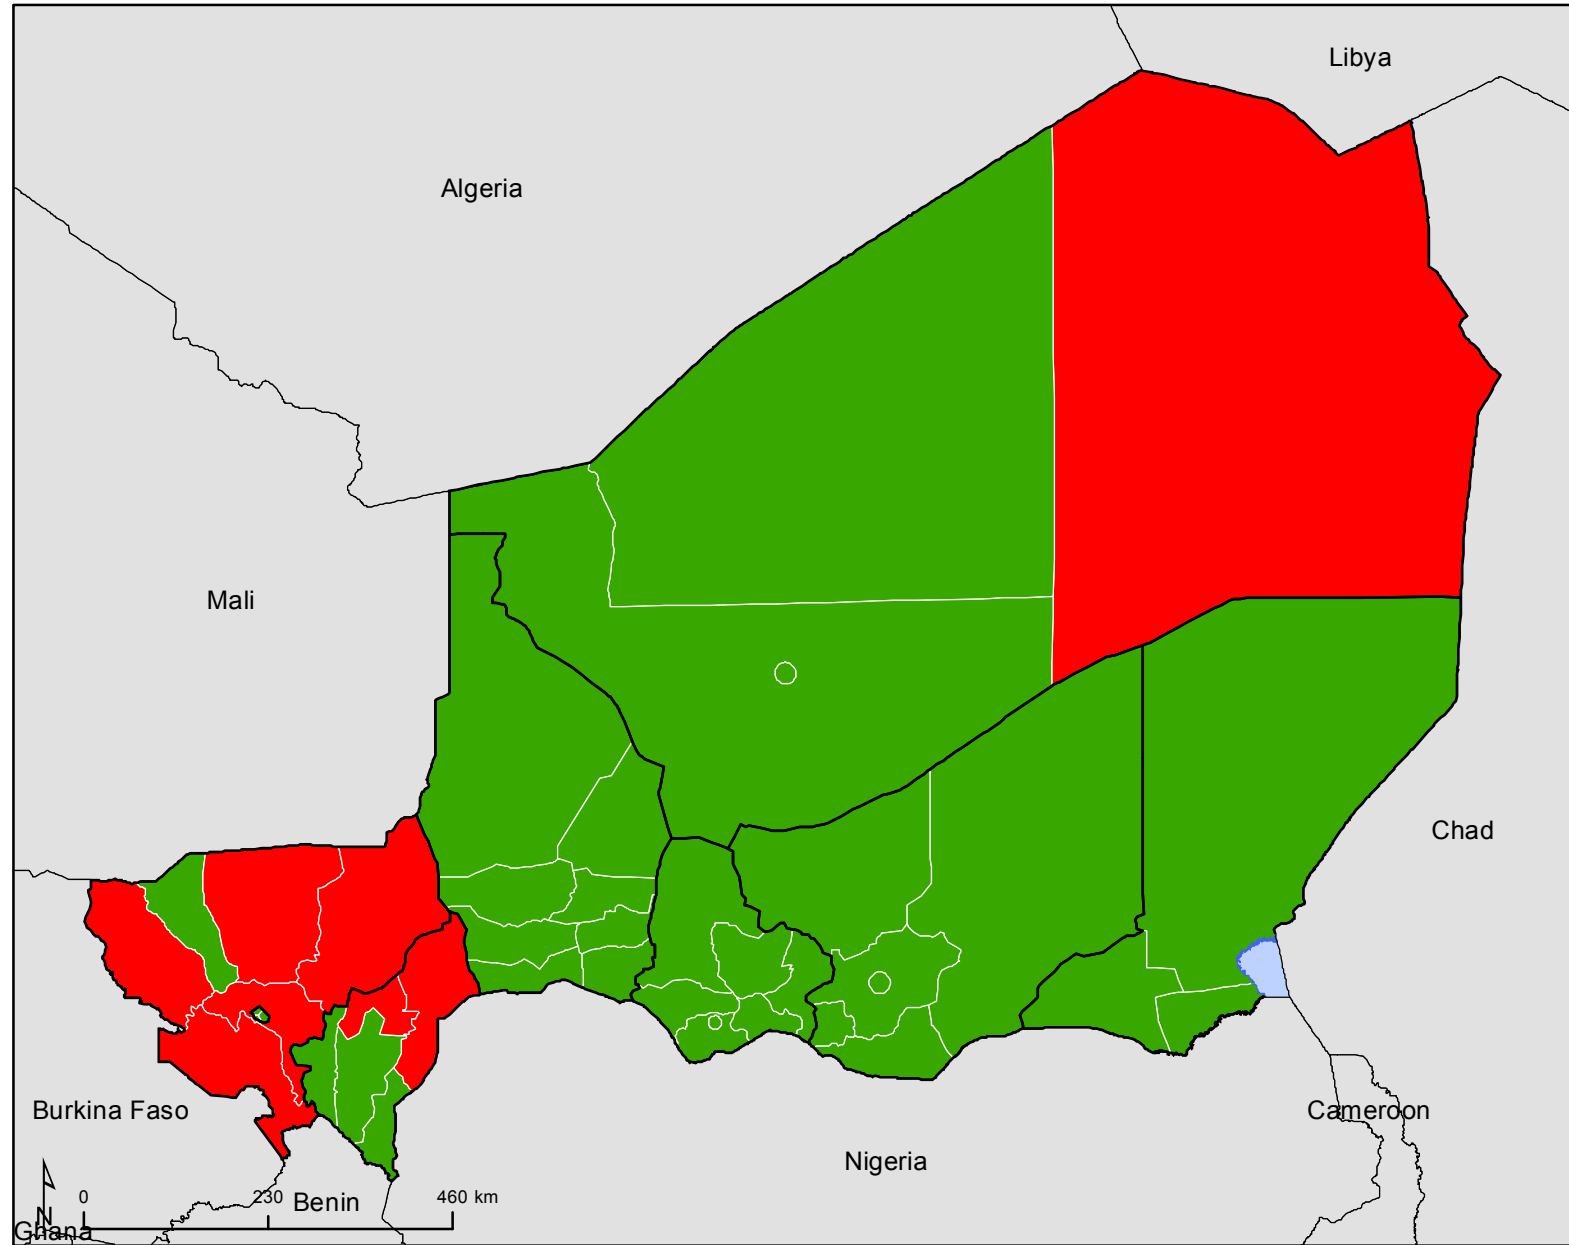 Libya
Algeria
Mali
Chad
Burkina Faso
Cameroon
Nigeria
0 230 460 km
Benin
N
Ghana